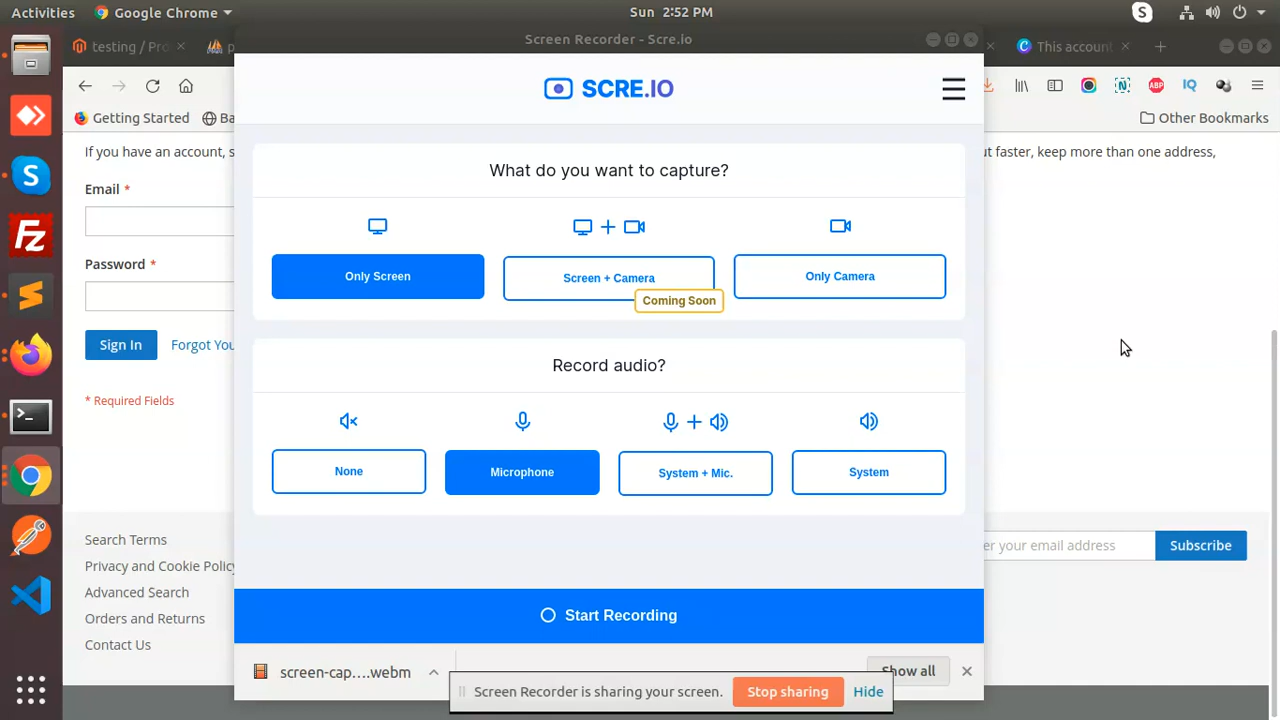 Activities
Google Chrome
Sun 2:52 PM
testing / Pro
Screen Recorder - Scre.io
This account
SCRE.IO
Getting Started
Other Bookmarks
If you have an account, s
ut faster, keep more than one address,
What do you want to capture?
Email *
Only Screen
Screen + Camera
Only Camera
Coming Soon
Password *
Sign In
Forgot You
Record audio?
* Required Fields
None
Microphone
System + Mic.
System
Search Terms
Privacy and Cookie Policy
Advanced Search
Orders and Returns
Contact Us
er your email address
Subscribe
Start Recording
screen-cap....webm
Show all
Screen Recorder is sharing your screen.
Stop sharing
Hide